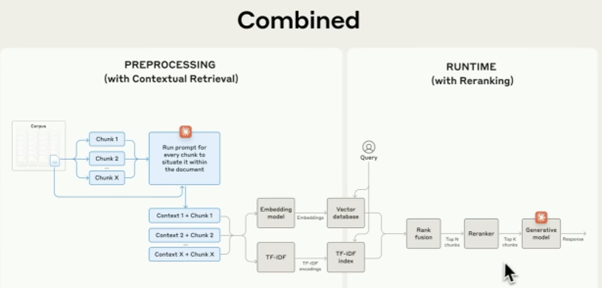 Combined
PREPROCESSING
(with Contextual Retrieval)
Corpus
Chunk 1
Chunk 2
...
Chunk X
Run prompt for
every chunk to
situate it within
the document
Context 1 + Chunk 1
Context 2 + Chunk 2
...
Context X + Chunk X
Embedding
model
Embeddings
Vector
database
TF-IDF
TF-IDF
encodings
TF-IDF
index
RUNTIME
(with Reranking)
Query
Rank
fusion
Top N
chunks
Reranker
Top K
chunks
Generative
model
Response